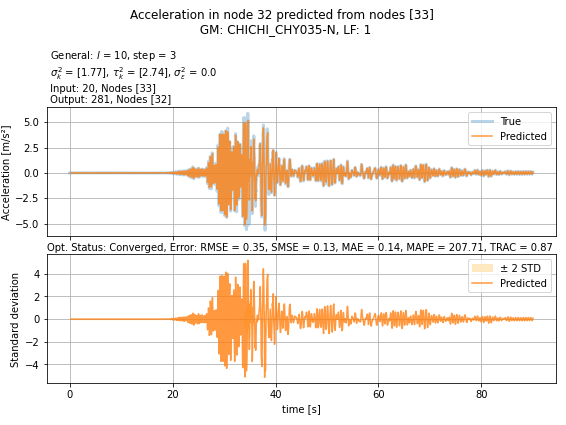 Acceleration in node 32 predicted from nodes [33]
GM: CHICHI_CHY035-N, LF: 1
General: l = 10, step = 3
σ²ₖ = [1.77], τ²ₖ = [2.74], σ²ε = 0.0
Input: 20, Nodes [33]
Output: 281, Nodes [32]
Acceleration [m/s²]
5.0
2.5
0.0
−2.5
−5.0
True
Predicted
Opt. Status: Converged, Error: RMSE = 0.35, SMSE = 0.13, MAE = 0.14, MAPE = 207.71, TRAC = 0.87
Standard deviation
4
2
0
−2
−4
± 2 STD
Predicted
0 20 40 60 80
time [s]